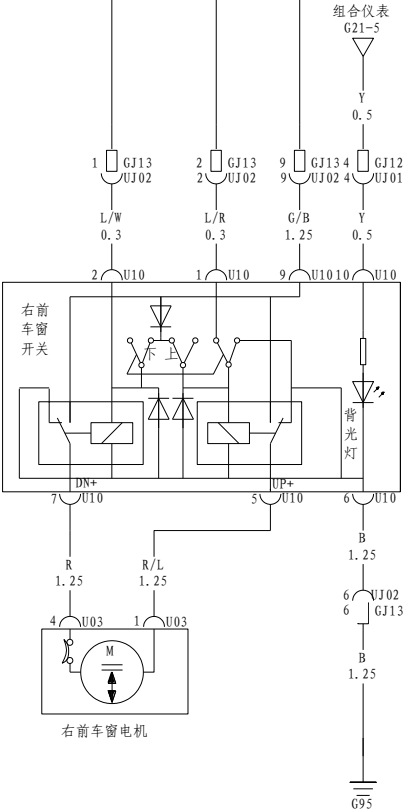 组合仪表
G21-5
Y
0.5
1 GJ13
UJ02
2 GJ13
2 UJ02
9 GJ13
9 UJ02
4 GJ12
4 UJ01
L/W
0.3
L/R
0.3
G/B
1.25
Y
0.5
2 U10
1 U10
9 U10
10 U10
右前
车窗
开关
下 上
背
光
灯
DN+
UP+
7 U10
5 U10
6 U10
R
1.25
R/L
1.25
B
1.25
6 UJ02
6 GJ13
4 U03
1 U03
M
B
1.25
右前车窗电机
G95